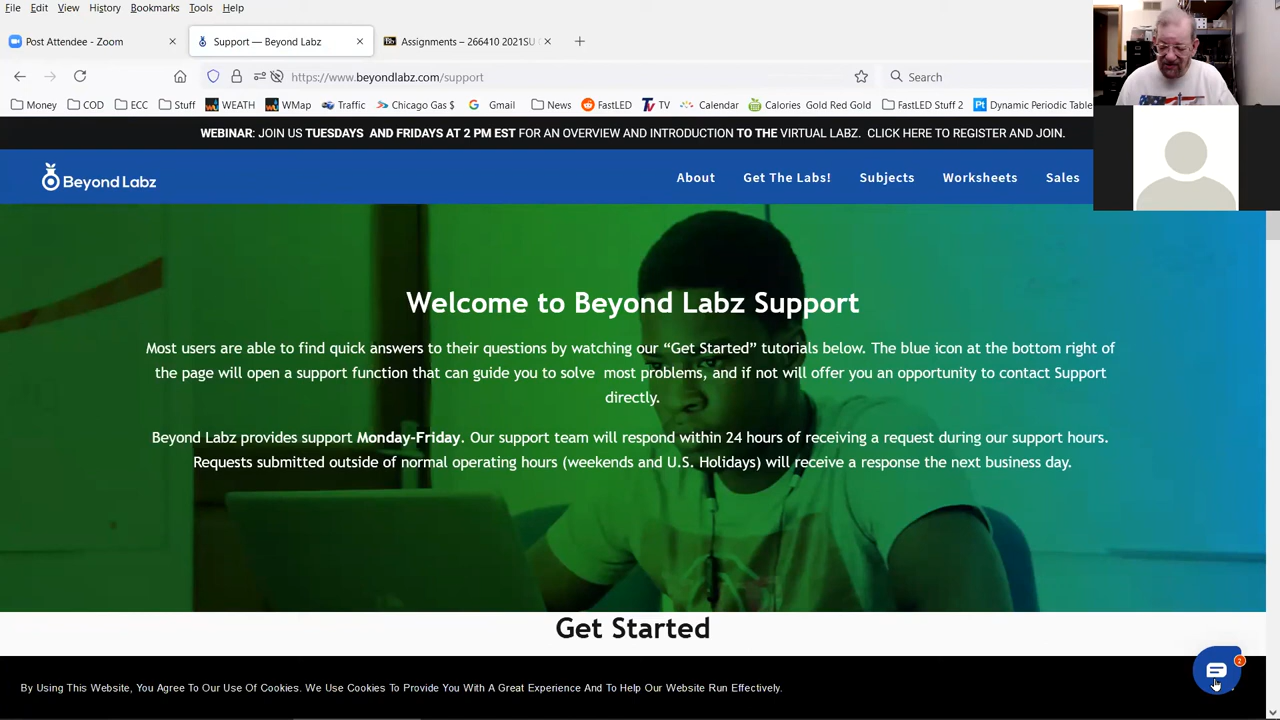 File Edit View History Bookmarks Tools Help
Post Attendee - Zoom
Support — Beyond Labz
Assignments – 266410 2021SU
https://www.beyondlabz.com/support
Search
Money COD ECC Stuff WEATH WMap Traffic Chicago Gas Gmail News FastLED TV Calendar Calories Gold Red Gold FastLED Stuff 2 Dynamic Periodic Table
WEBINAR: JOIN US TUESDAYS AND FRIDAYS AT 2 PM EST FOR AN OVERVIEW AND INTRODUCTION TO THE VIRTUAL LABZ. CLICK HERE TO REGISTER AND JOIN.
Beyond Labz
About Get The Labs! Subjects Worksheets Sales
Welcome to Beyond Labz Support
Most users are able to find quick answers to their questions by watching our “Get Started” tutorials below. The blue icon at the bottom right of
the page will open a support function that can guide you to solve most problems, and if not will offer you an opportunity to contact Support
directly.
Beyond Labz provides support Monday-Friday. Our support team will respond within 24 hours of receiving a request during our support hours.
Requests submitted outside of normal operating hours (weekends and U.S. Holidays) will receive a response the next business day.
Get Started
2
By Using This Website, You Agree To Our Use Of Cookies. We Use Cookies To Provide You With A Great Experience And To Help Our Website Run Effectively.